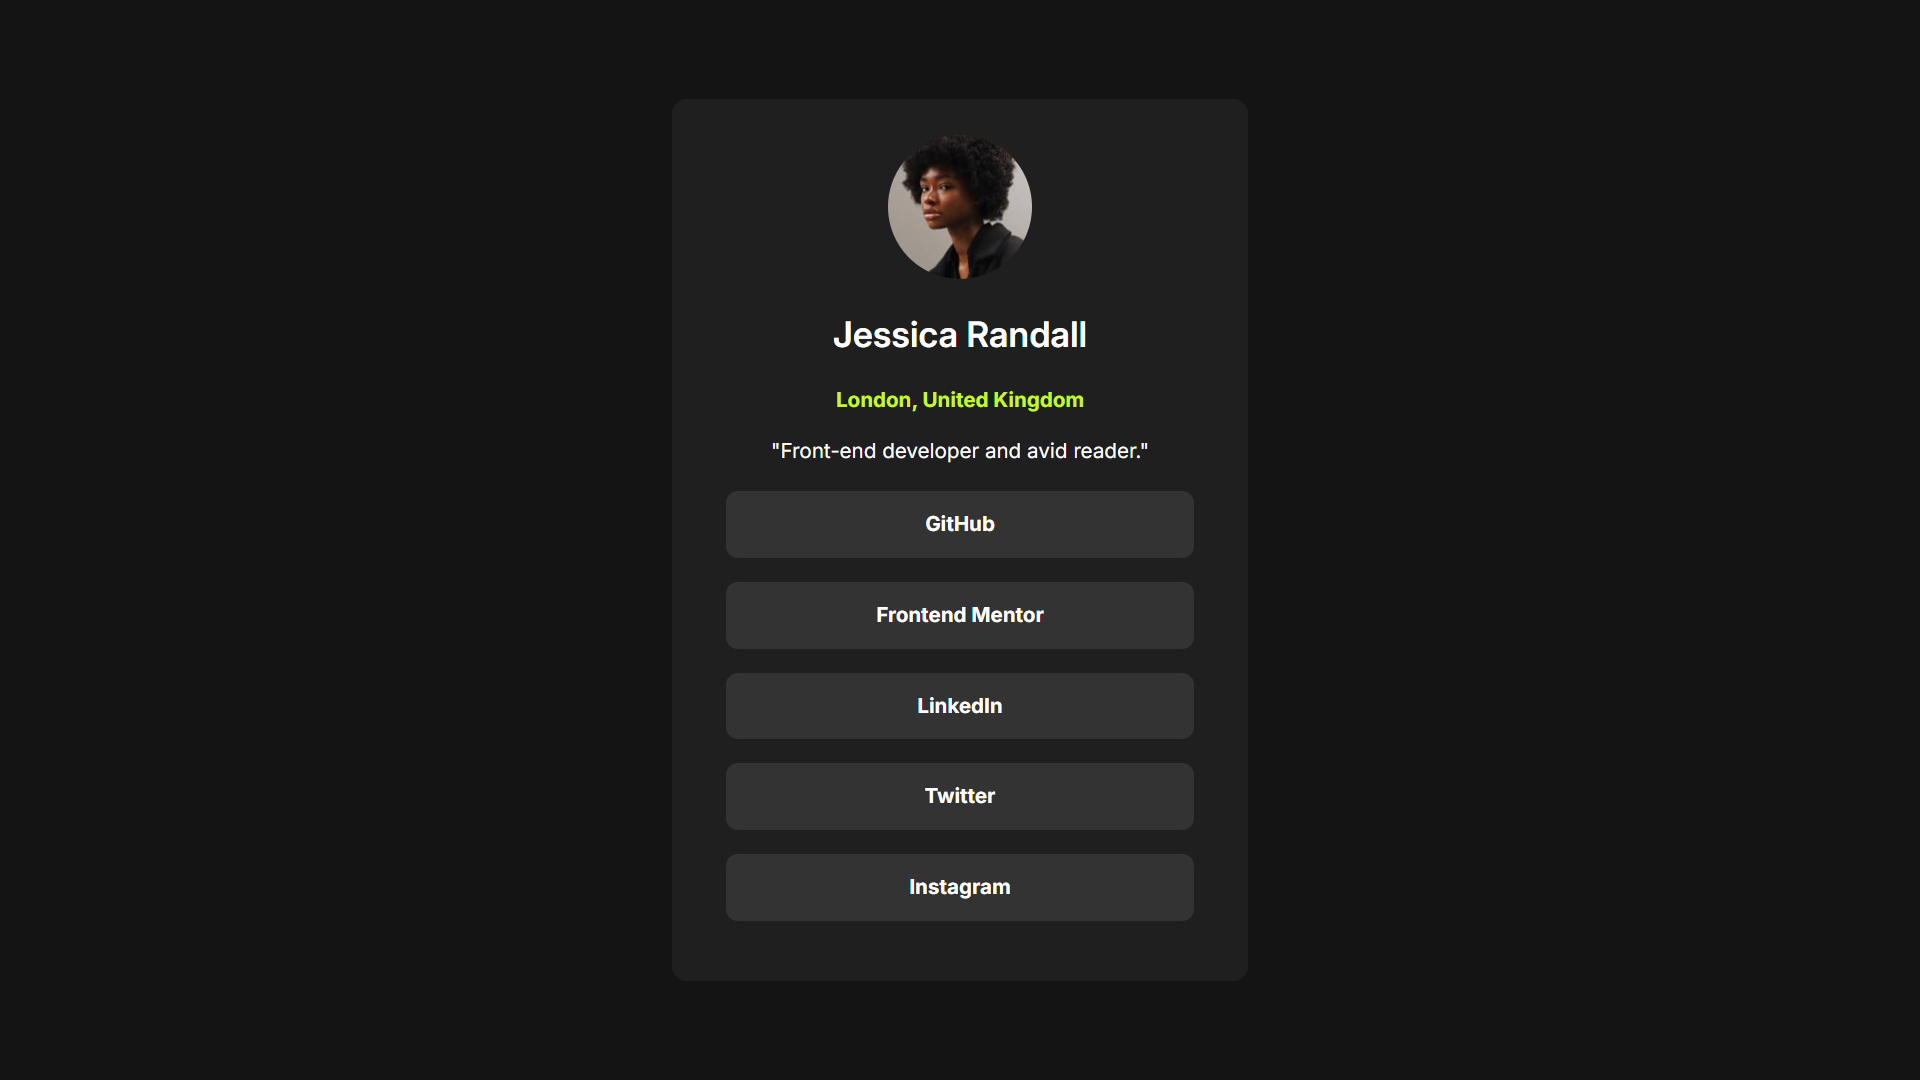 Jessica Randall
London, United Kingdom
"Front-end developer and avid reader."
GitHub
Frontend Mentor
LinkedIn
Twitter
Instagram